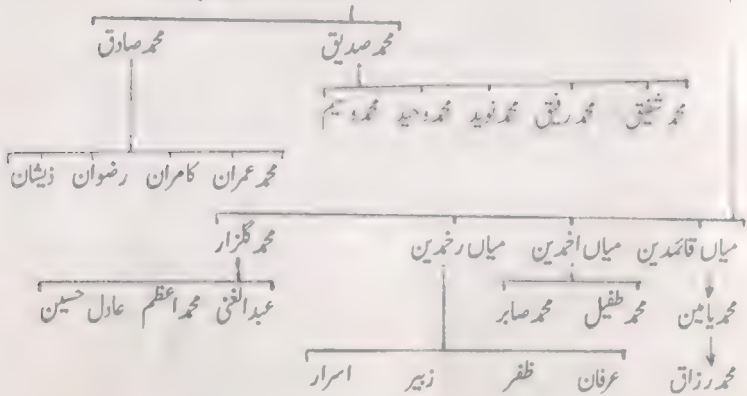 محمد صدیق محمد صادق
محمد شفیق محمد رفیق محمد نوید محمد وحید محمد وسیم
محمد عمران کامران رضوان ذیشان
میاں قائمدین میاں احمدین میاں رحمدین محمد گلزار
محمد یامین محمد طفیل محمد صابر عبدالغنی محمد اعظم عادل حسین
محمد رزاق عرفان ظفر زبیر اسرار